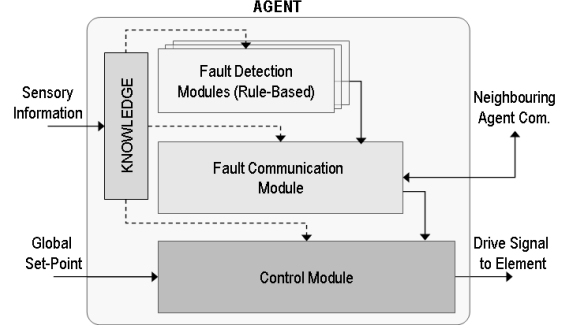 AGENT
Fault Detection
Modules (Rule-Based)
Sensory
Information
KNOWLEDGE
Neighbouring
Agent Com.
Fault Communication
Module
Global
Set-Point
Control Module
Drive Signal
to Element